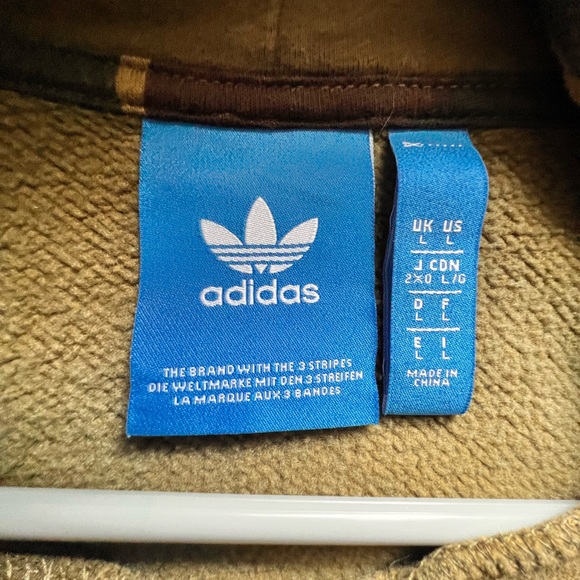 adidas
THE BRAND WITH THE 3 STRIPES
DIE WELTMARKE MIT DEN 3 STREIFEN
LA MARQUE AUX 3 BANDES
UK US
L L
J CDN
2XO L/G
D F
L L
E I
L L
MADE IN
CHINA